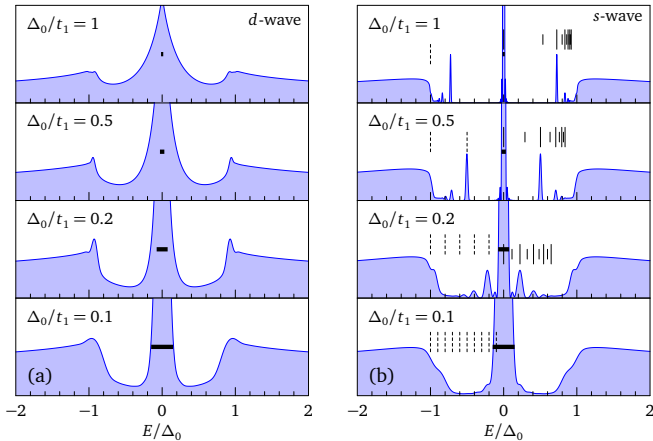 Δ₀/t₁ = 1
d-wave
Δ₀/t₁ = 0.5
Δ₀/t₁ = 0.2
Δ₀/t₁ = 0.1
(a)
−2 −1 0 1 2
E/Δ₀
Δ₀/t₁ = 1
s-wave
Δ₀/t₁ = 0.5
Δ₀/t₁ = 0.2
Δ₀/t₁ = 0.1
(b)
−2 −1 0 1 2
E/Δ₀